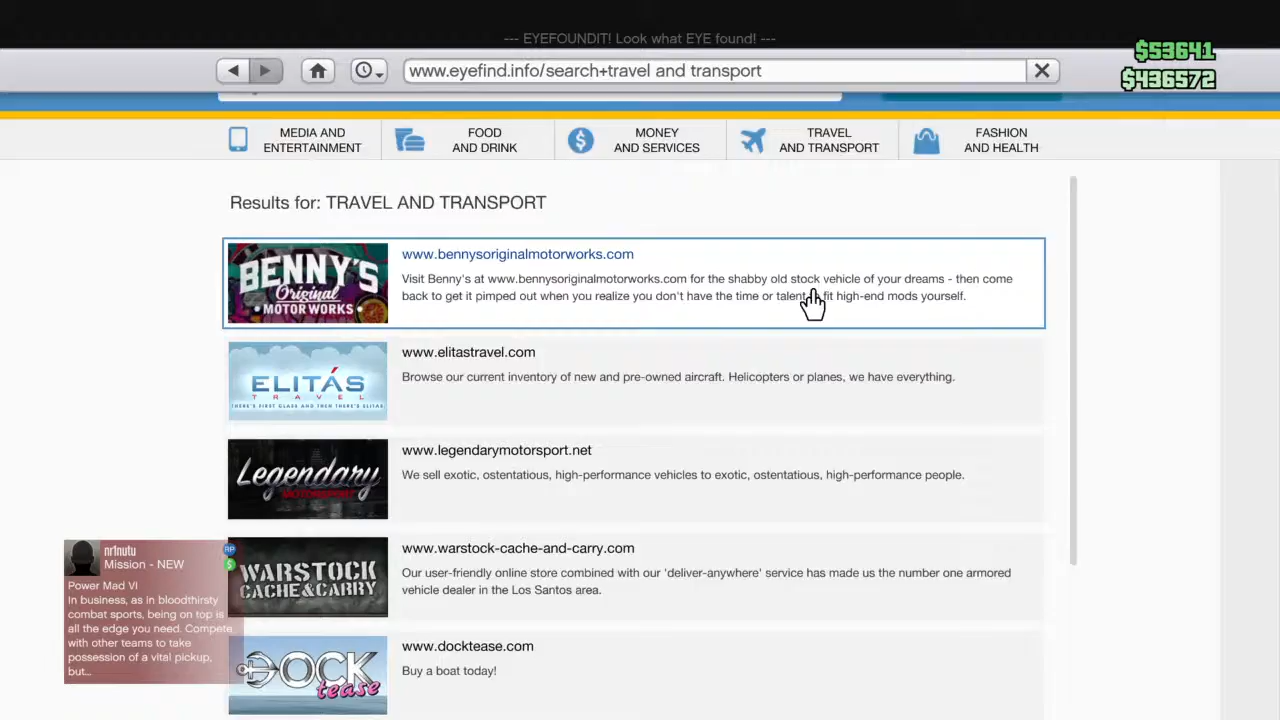 --- EYEFOUNDIT! Look what EYE found! ---
$53641
$436572
www.eyefind.info/search+travel and transport
MEDIA AND
ENTERTAINMENT
FOOD
AND DRINK
MONEY
AND SERVICES
TRAVEL
AND TRANSPORT
FASHION
AND HEALTH
Results for: TRAVEL AND TRANSPORT
BENNY'S
Original
MOTOR WORKS
www.bennysoriginalmotorworks.com
Visit Benny's at www.bennysoriginalmotorworks.com for the shabby old stock vehicle of your dreams - then come
back to get it pimped out when you realize you don't have the time or talent fit high-end mods yourself.
ELITÁS
TRAVEL
THERE'S FIRST CLASS AND THEN THERE'S ELITAS
www.elitastravel.com
Browse our current inventory of new and pre-owned aircraft. Helicopters or planes, we have everything.
Legendary
MOTORSPORT
www.legendarymotorsport.net
We sell exotic, ostentatious, high-performance vehicles to exotic, ostentatious, high-performance people.
WARSTOCK
CACHE & CARRY
www.warstock-cache-and-carry.com
Our user-friendly online store combined with our 'deliver-anywhere' service has made us the number one armored
vehicle dealer in the Los Santos area.
DOCK
tease
www.docktease.com
Buy a boat today!
nr1nutu
RP
Mission - NEW
$
Power Mad VI
In business, as in bloodthirsty
combat sports, being on top is
all the edge you need. Compete
with other teams to take
possession of a vital pickup,
but...